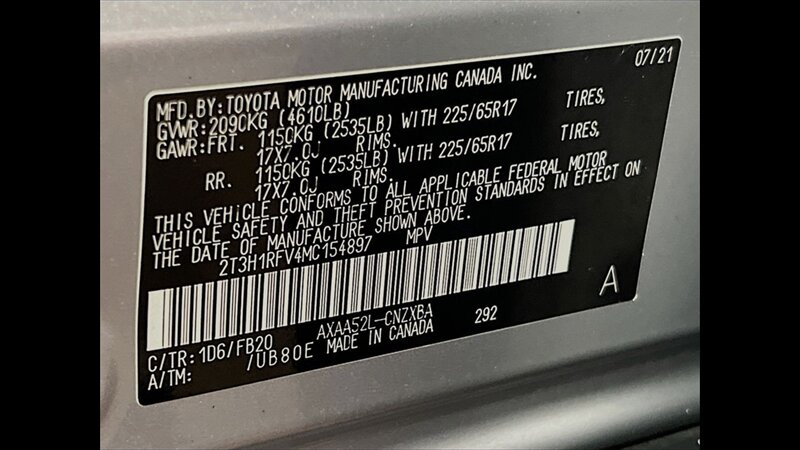 07/21
MFD. BY: TOYOTA MOTOR MANUFACTURING CANADA INC.
GVWR: 2090KG (4610LB)
GAWR: FRT. 1150KG (2535LB) WITH 225/65R17 TIRES,
17X7.0J RIMS.
RR. 1150KG (2535LB) WITH 225/65R17 TIRES,
17X7.0J RIMS.
THIS VEHICLE CONFORMS TO ALL APPLICABLE FEDERAL MOTOR
VEHICLE SAFETY AND THEFT PREVENTION STANDARDS IN EFFECT ON
THE DATE OF MANUFACTURE SHOWN ABOVE.
2T3H1RFV4MC154897 MPV
A
C/TR: 1D6/FB20 AXAA52L-CNZXBA 292
A/TM: /UB80E MADE IN CANADA